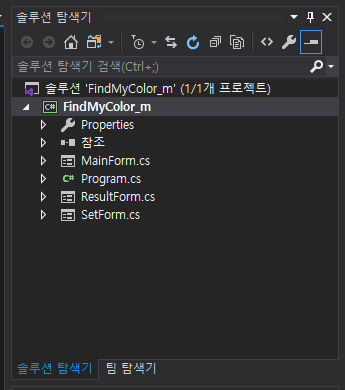 솔루션 탐색기
솔루션 탐색기 검색(Ctrl+;)
솔루션 'FindMyColor_m' (1/1개 프로젝트)
C# FindMyColor_m
Properties
참조
MainForm.cs
C# Program.cs
ResultForm.cs
SetForm.cs
솔루션 탐색기 팀 탐색기